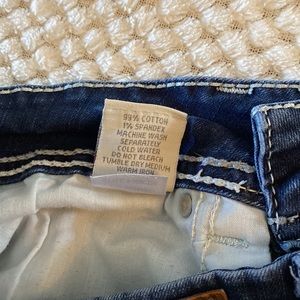 99% COTTON
1% SPANDEX
MACHINE WASH
SEPARATELY
COLD WATER
DO NOT BLEACH
TUMBLE DRY MEDIUM
WARM IRON